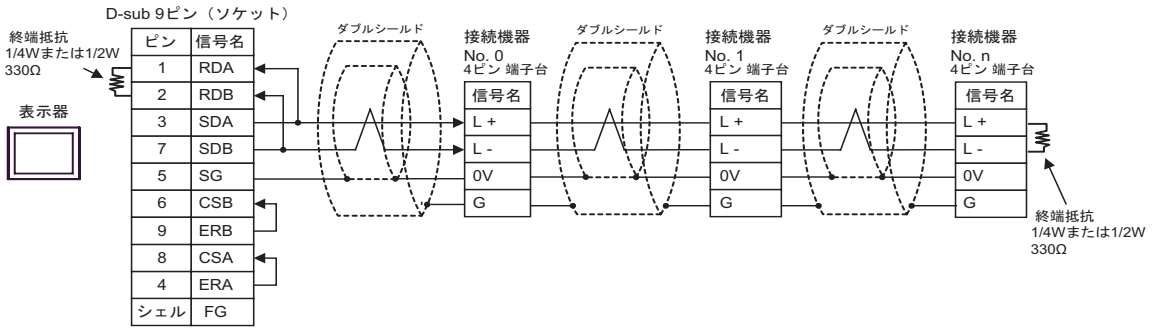 D-sub 9ピン（ソケット）
終端抵抗
1/4Wまたは1/2W
330Ω
表示器
ピン 信号名
1 RDA
2 RDB
3 SDA
7 SDB
5 SG
6 CSB
9 ERB
8 CSA
4 ERA
シェル FG
ダブルシールド
接続機器
No. 0
4ピン 端子台
信号名
L +
L -
0V
G
ダブルシールド
接続機器
No. 1
4ピン 端子台
信号名
L +
L -
0V
G
ダブルシールド
接続機器
No. n
4ピン 端子台
信号名
L +
L -
0V
G
終端抵抗
1/4Wまたは1/2W
330Ω